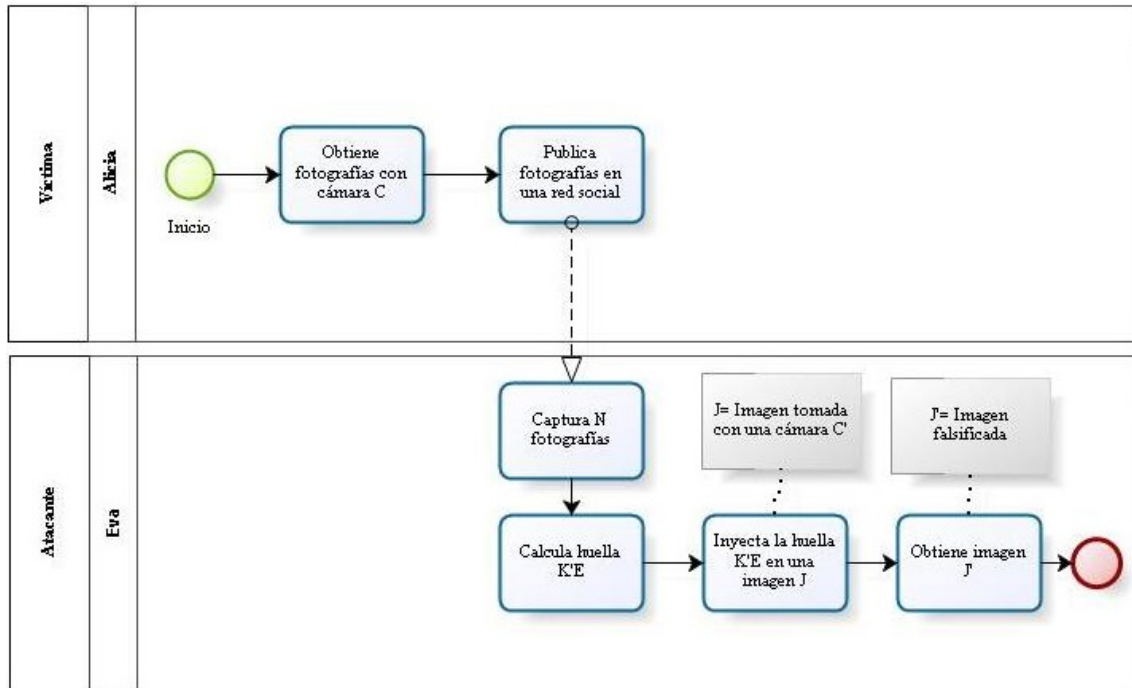 Víctima
Alicia
Inicio
Obtiene
fotografías con
cámara C
Publica
fotografías en
una red social
Atacante
Eva
Captura N
fotografías
J= Imagen tomada
con una cámara C'
J'= Imagen
falsificada
Calcula huella
K'E
Inyecta la huella
K'E en una
imagen J
Obtiene imagen
J'